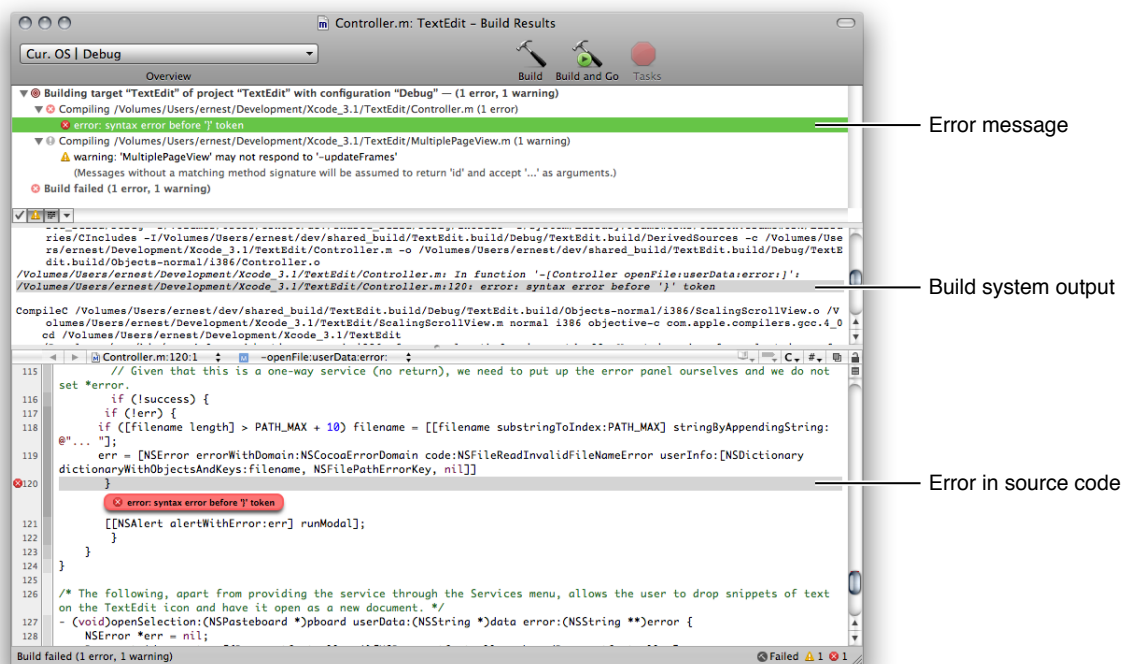 Controller.m: TextEdit – Build Results
Cur. OS | Debug
Overview
Build
Build and Go
Tasks
Building target “TextEdit” of project “TextEdit” with configuration “Debug” — (1 error, 1 warning)
Compiling /Volumes/Users/ernest/Development/Xcode_3.1/TextEdit/Controller.m (1 error)
error: syntax error before '}' token
Error message
Compiling /Volumes/Users/ernest/Development/Xcode_3.1/TextEdit/MultiplePageView.m (1 warning)
warning: 'MultiplePageView' may not respond to '-updateFrames'
(Messages without a matching method signature will be assumed to return 'id' and accept '...' as arguments.)
Build failed (1 error, 1 warning)
ries/CIncludes -I/Volumes/Users/ernest/dev/shared_build/TextEdit.build/Debug/TextEdit.build/DerivedSources -c /Volumes/Use
rs/ernest/Development/Xcode_3.1/TextEdit/Controller.m -o /Volumes/Users/ernest/dev/shared_build/TextEdit.build/Debug/TextE
dit.build/Objects-normal/i386/Controller.o
/Volumes/Users/ernest/Development/Xcode_3.1/TextEdit/Controller.m: In function '-[Controller openFile:userData:error:]':
/Volumes/Users/ernest/Development/Xcode_3.1/TextEdit/Controller.m:120: error: syntax error before '}' token
Build system output
CompileC /Volumes/Users/ernest/dev/shared_build/TextEdit.build/Debug/TextEdit.build/Objects-normal/i386/ScalingScrollView.o /V
olumes/Users/ernest/Development/Xcode_3.1/TextEdit/ScalingScrollView.m normal i386 objective-c com.apple.compilers.gcc.4_0
cd /Volumes/Users/ernest/Development/Xcode_3.1/TextEdit
Controller.m:120:1
M -openFile:userData:error:
C
#
115 // Given that this is a one-way service (no return), we need to put up the error panel ourselves and we do not
set *error.
116 if (!success) {
117 if (!err) {
118 if ([filename length] > PATH_MAX + 10) filename = [[filename substringToIndex:PATH_MAX] stringByAppendingString:
@"... "];
119 err = [NSError errorWithDomain:NSCocoaErrorDomain code:NSFileReadInvalidFileNameError userInfo:[NSDictionary
dictionaryWithObjectsAndKeys:filename, NSFilePathErrorKey, nil]]
120 }
Error in source code
error: syntax error before '}' token
121 [[NSAlert alertWithError:err] runModal];
122 }
123 }
124 }
125
126 /* The following, apart from providing the service through the Services menu, allows the user to drop snippets of text
on the TextEdit icon and have it open as a new document. */
127 - (void)openSelection:(NSPasteboard *)pboard userData:(NSString *)data error:(NSString **)error {
128 NSError *err = nil;
Build failed (1 error, 1 warning)
Failed 1 1